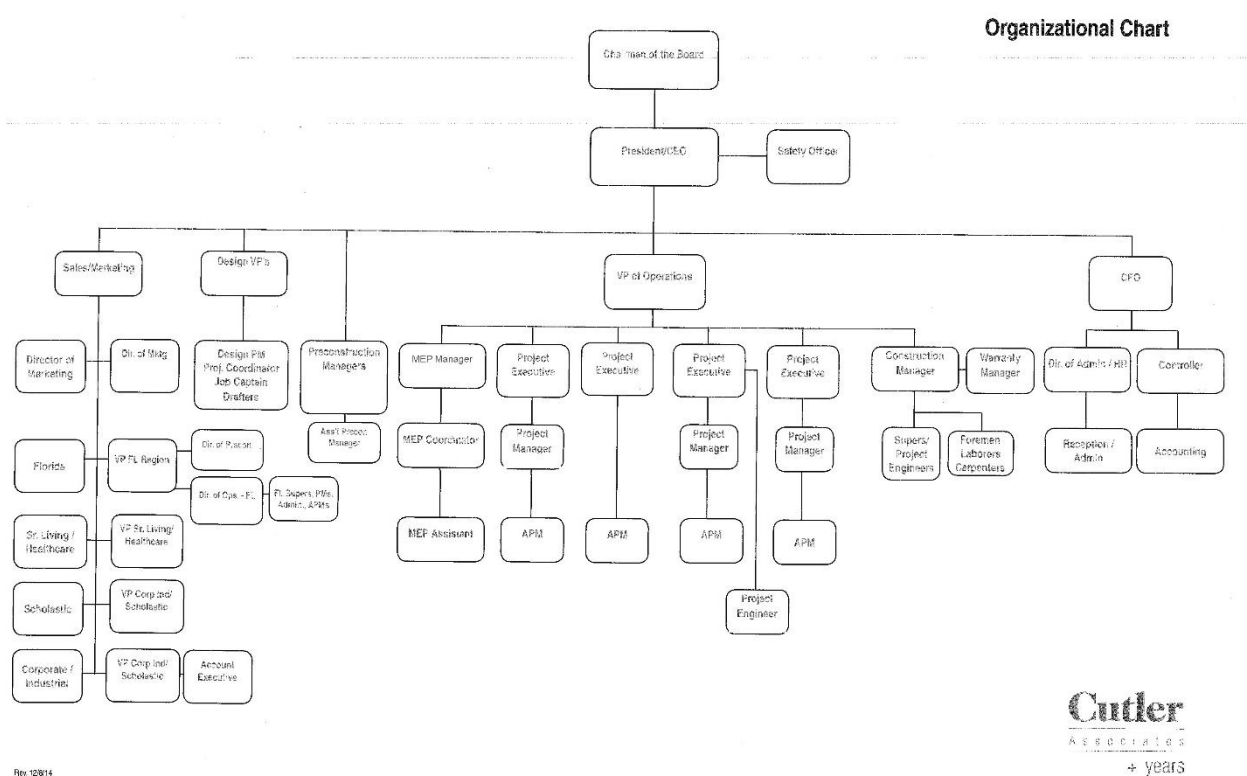 Organizational Chart
Chairman of the Board
President/CEO
Safety Officer
Sales/Marketing
Design VP's
VP of Operations
CFO
Director of
Marketing
Dir. of Mktg
Design PM
Proj. Coordinator
Job Captain
Drafters
Preconstruction
Managers
Ass't Precon
Manager
MEP Manager
Project
Executive
Project
Executive
Project
Executive
Project
Executive
Construction
Manager
Warranty
Manager
Dir. of Admin / HR
Controller
MEP Coordinator
Project
Manager
Project
Manager
Project
Manager
Supers/
Project
Engineers
Foremen
Laborers
Carpenters
Reception /
Admin
Accounting
Florida
VP FL Region
Dir. of Precon
Dir. of Ops. - FL
FL Supers, PMs,
Admin., APMs
Sr. Living /
Healthcare
VP Sr. Living/
Healthcare
MEP Assistant
APM
APM
APM
APM
Scholastic
VP Corp Ind/
Scholastic
Project
Engineer
Corporate /
Industrial
VP Corp Ind/
Scholastic
Account
Executive
Cutler
Associates
+ years
Rev. 12/8/14